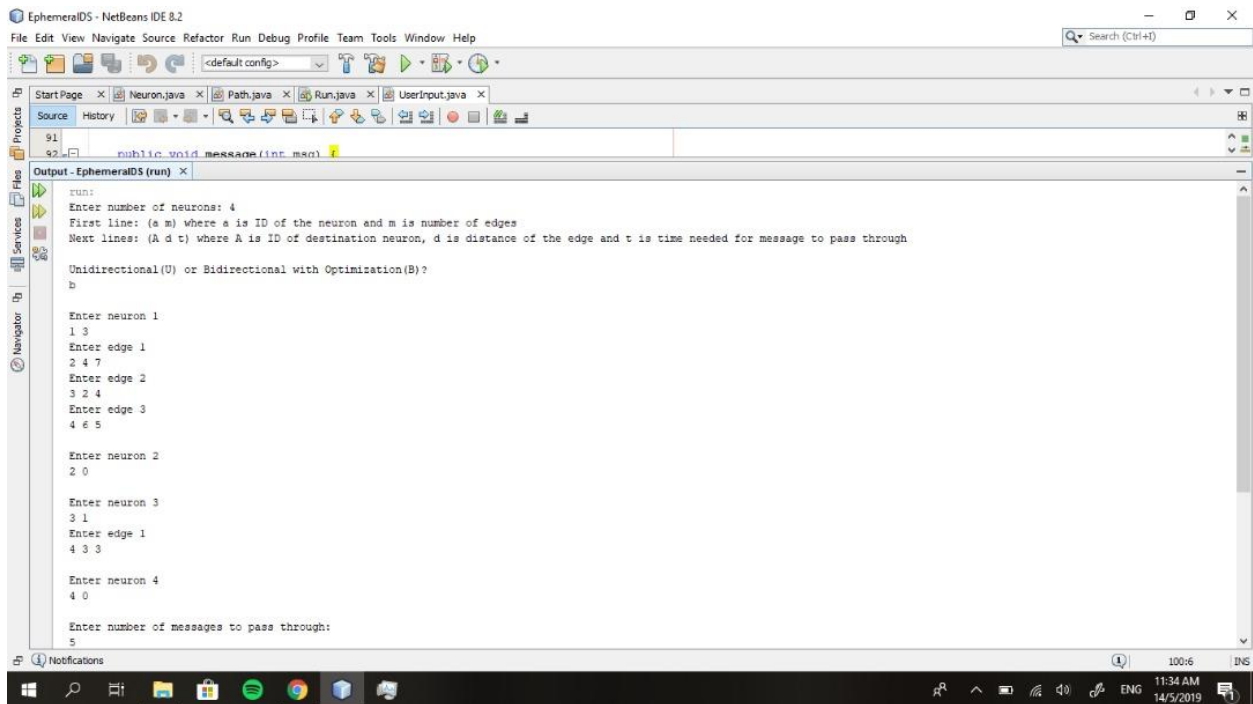 EphemeralDS - NetBeans IDE 8.2
File Edit View Navigate Source Refactor Run Debug Profile Team Tools Window Help
Search (Ctrl+I)
<default config>
Start Page Neuron.java Path.java Run.java UserInput.java
Source History
91
92 public void message(int msg) {
Projects
Files
Services
Navigator
Output - EphemeralDS (run)
run:
Enter number of neurons: 4
First line: (a m) where a is ID of the neuron and m is number of edges
Next lines: (A d t) where A is ID of destination neuron, d is distance of the edge and t is time needed for message to pass through
Unidirectional(U) or Bidirectional with Optimization(B)?
b
Enter neuron 1
1 3
Enter edge 1
2 4 7
Enter edge 2
3 2 4
Enter edge 3
4 6 5
Enter neuron 2
2 0
Enter neuron 3
3 1
Enter edge 1
4 3 3
Enter neuron 4
4 0
Enter number of messages to pass through:
5
Notifications
1
100:6
INS
ENG
11:34 AM
14/5/2019
1